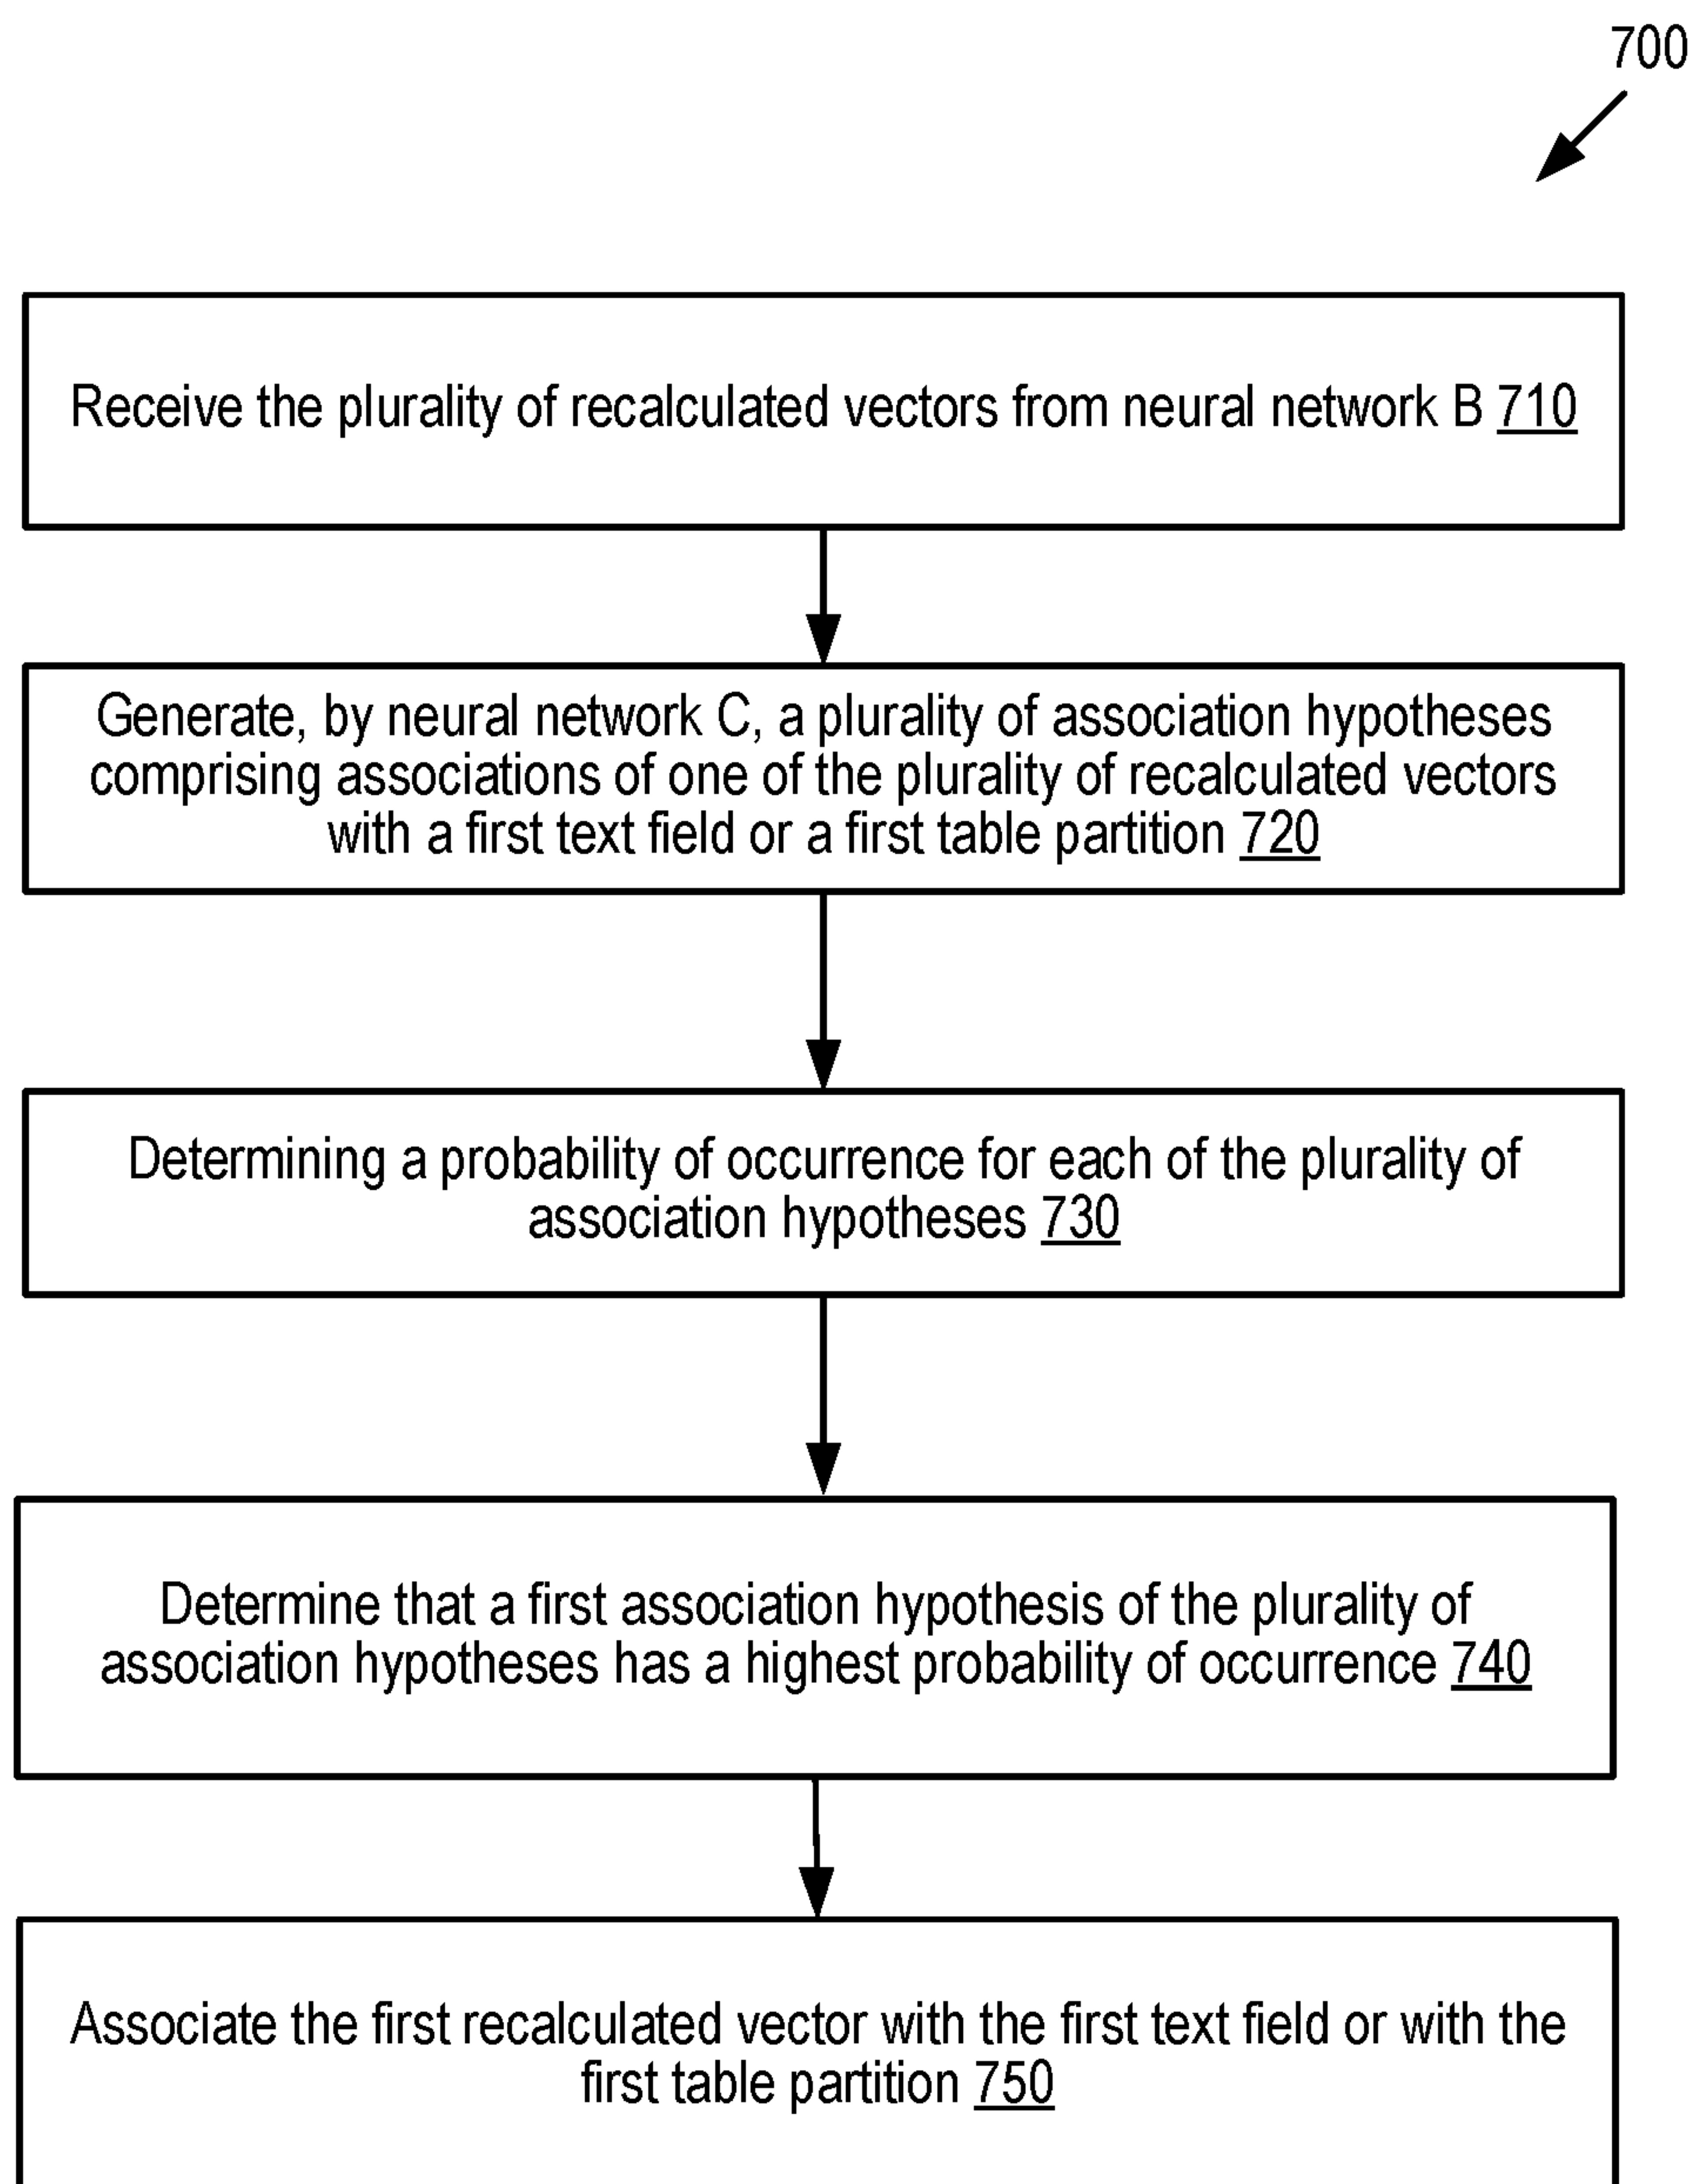 700
Receive the plurality of recalculated vectors from neural network B 710
Generate, by neural network C, a plurality of association hypotheses
comprising associations of one of the plurality of recalculated vectors
with a first text field or a first table partition 720
Determining a probability of occurrence for each of the plurality of
association hypotheses 730
Determine that a first association hypothesis of the plurality of
association hypotheses has a highest probability of occurrence 740
Associate the first recalculated vector with the first text field or with the
first table partition 750